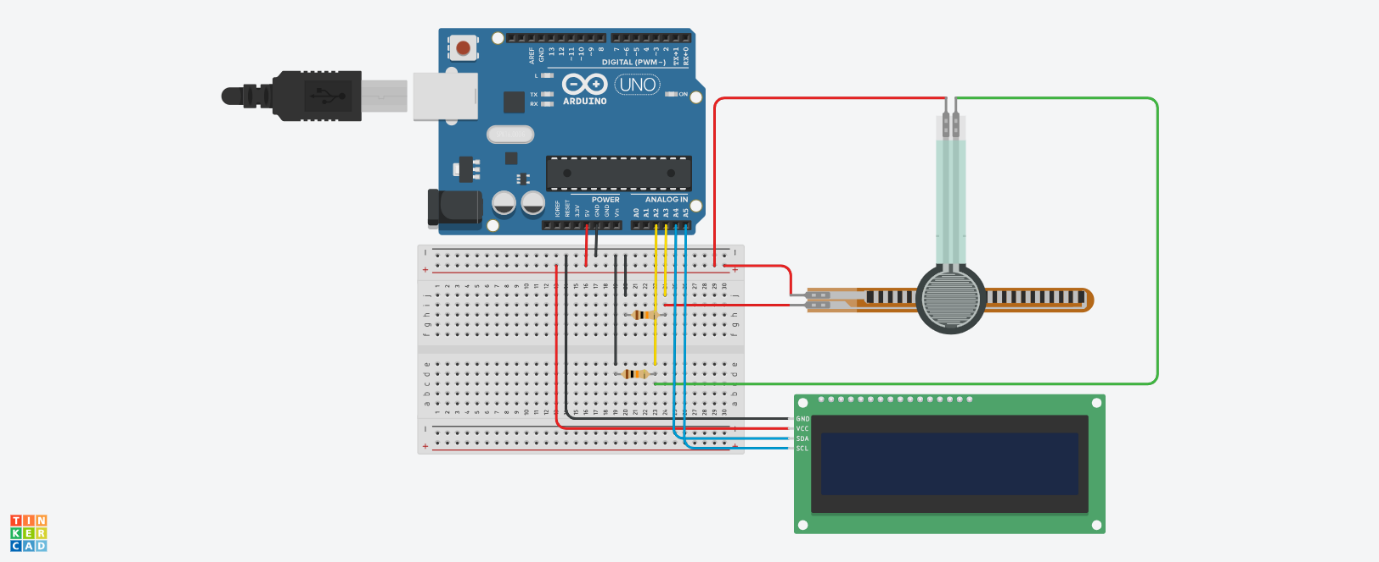 AREF
GND
13
12
~11
~10
~9
8
7
~6
~5
4
~3
2
TX→1
RX←0
DIGITAL (PWM~)
L
TX
RX
ARDUINO
UNO
ON
POWER
ANALOG IN
IOREF
RESET
3.3V
5V
GND
GND
Vin
A0
A1
A2
A3
A4
A5
GND
VCC
SDA
SCL
TIN
KER
CAD